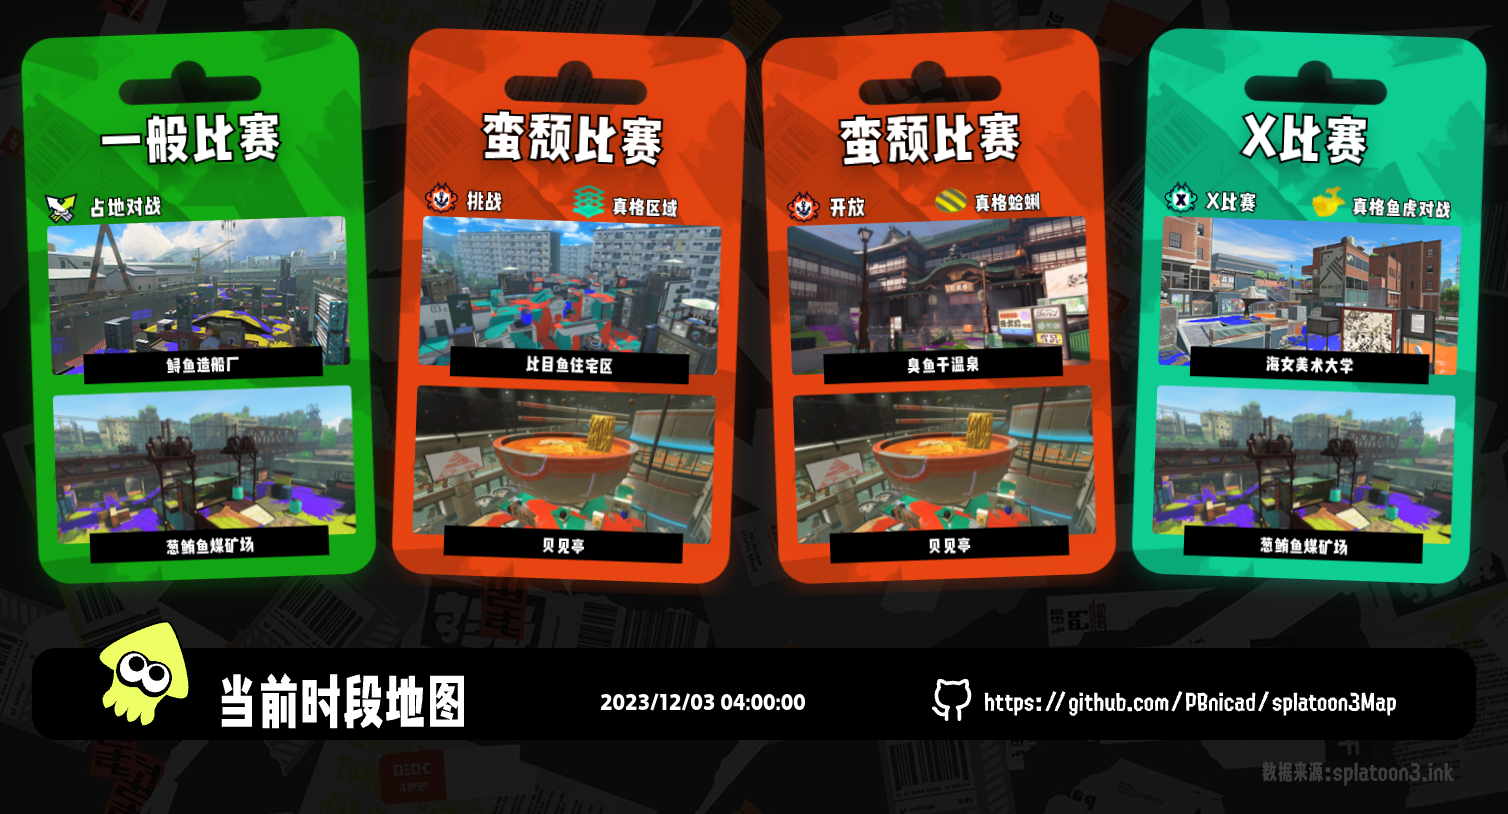 一般比赛
占地对战
鲟鱼造船厂
葱鲔鱼煤矿场
蛮颓比赛
挑战
真格区域
比目鱼住宅区
贝见亭
蛮颓比赛
开放
真格蛤蜊
臭鱼干温泉
贝见亭
X比赛
X比赛
真格鱼虎对战
海女美术大学
葱鲔鱼煤矿场
当前时段地图
2023/12/03 04:00:00
https://github.com/PBnicad/splatoon3Map
数据来源:splatoon3.ink